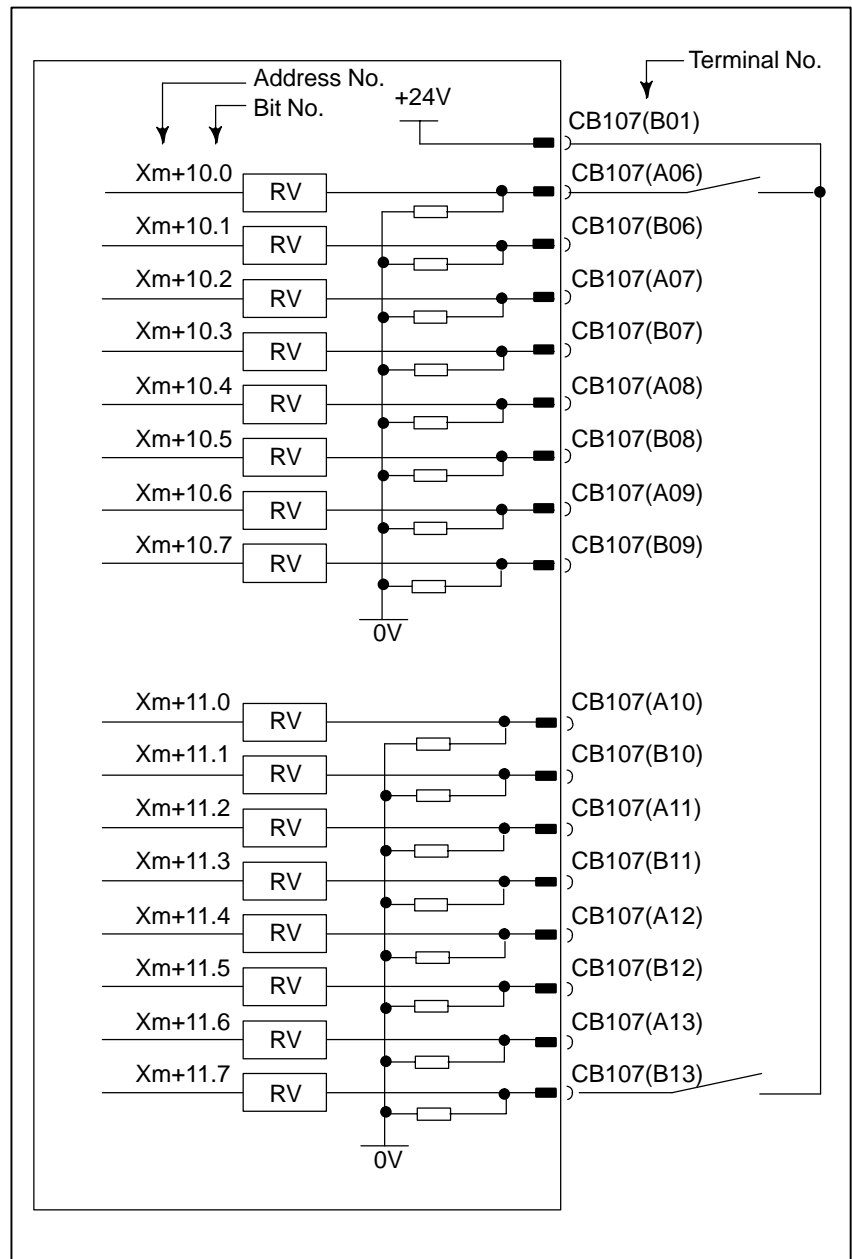 Address No.
Bit No.
+24V
Terminal No.
CB107(B01)
Xm+10.0 RV CB107(A06)
Xm+10.1 RV CB107(B06)
Xm+10.2 RV CB107(A07)
Xm+10.3 RV CB107(B07)
Xm+10.4 RV CB107(A08)
Xm+10.5 RV CB107(B08)
Xm+10.6 RV CB107(A09)
Xm+10.7 RV CB107(B09)
0V
Xm+11.0 RV CB107(A10)
Xm+11.1 RV CB107(B10)
Xm+11.2 RV CB107(A11)
Xm+11.3 RV CB107(B11)
Xm+11.4 RV CB107(A12)
Xm+11.5 RV CB107(B12)
Xm+11.6 RV CB107(A13)
Xm+11.7 RV CB107(B13)
0V